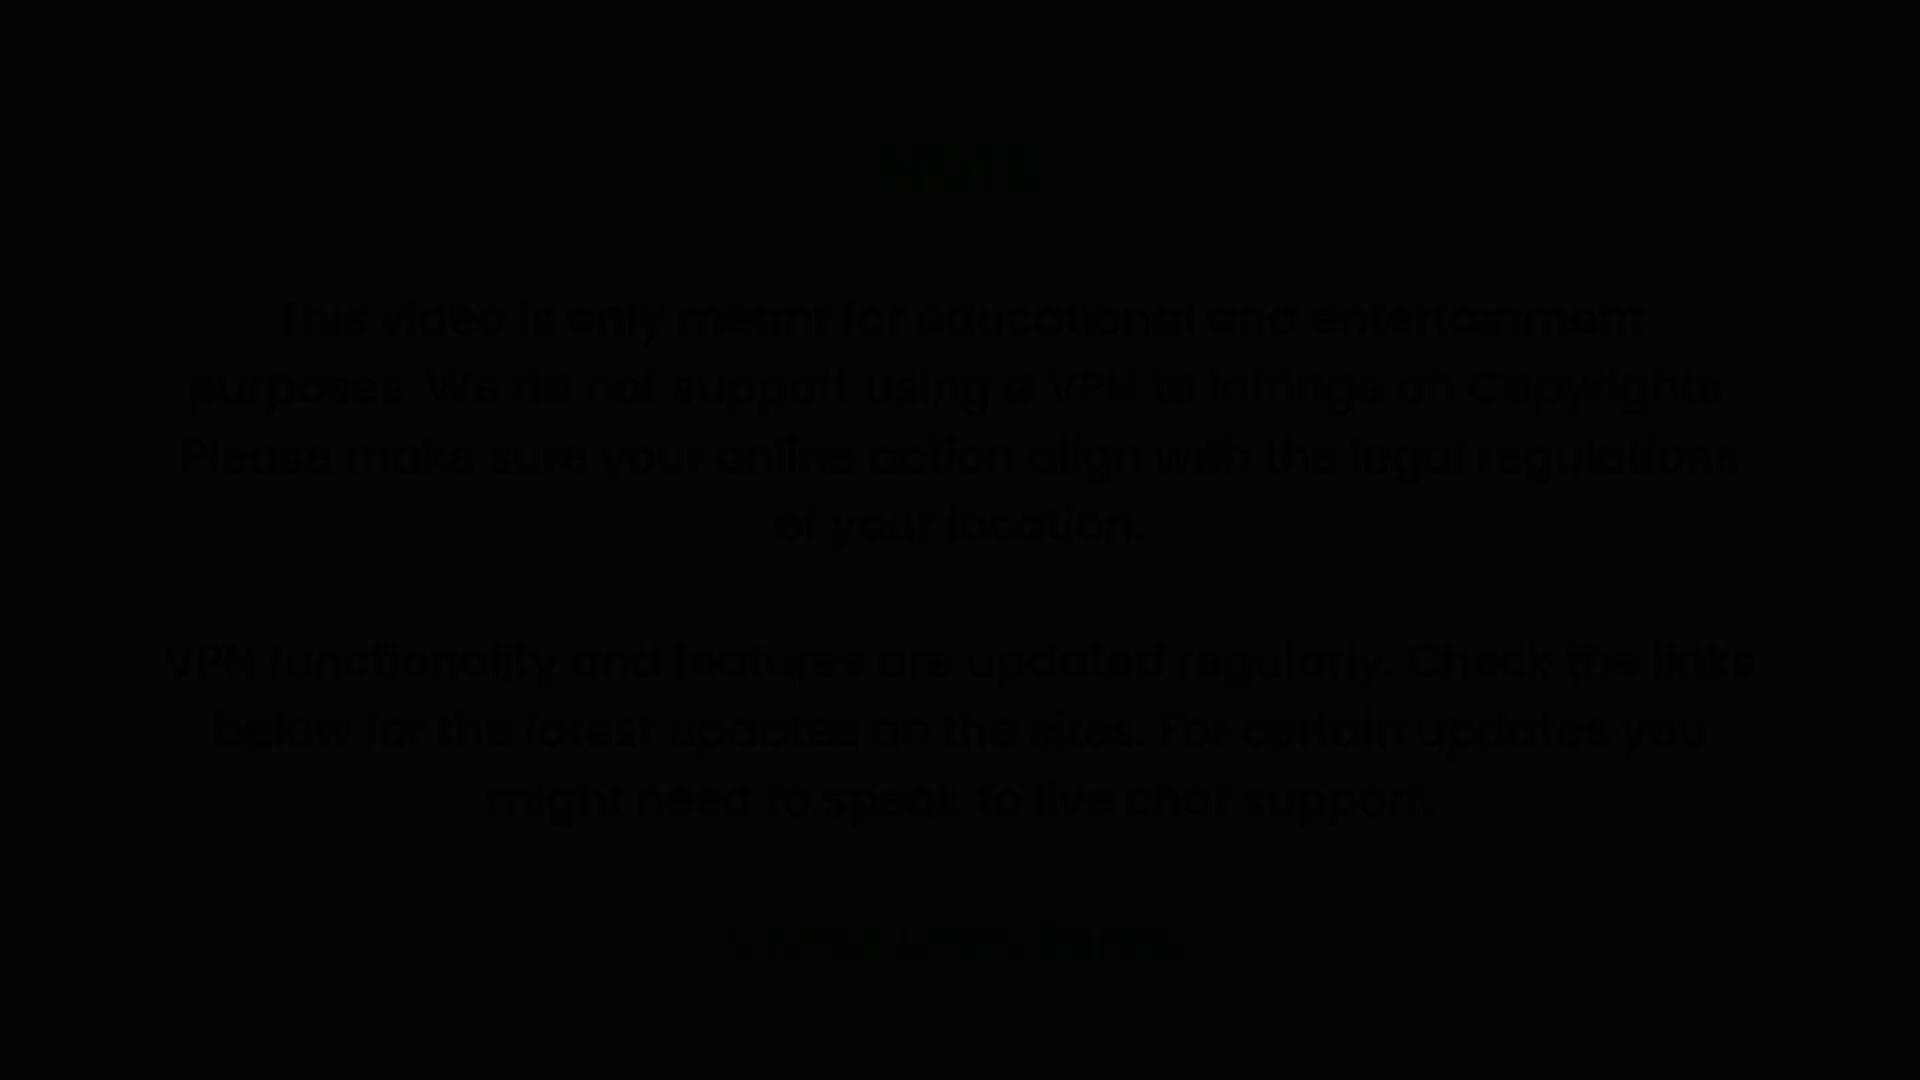 NOTE
This video is only meant for educational and entertainment
purposes. We do not support using a VPN to infringe on Copyrights.
Please make sure your online action align with the legal regulations
of your location.
VPN functionality and features are updated regularly. Check the links
below for the latest updates on the sites. For certain updates you
might need to speak to live chat support.